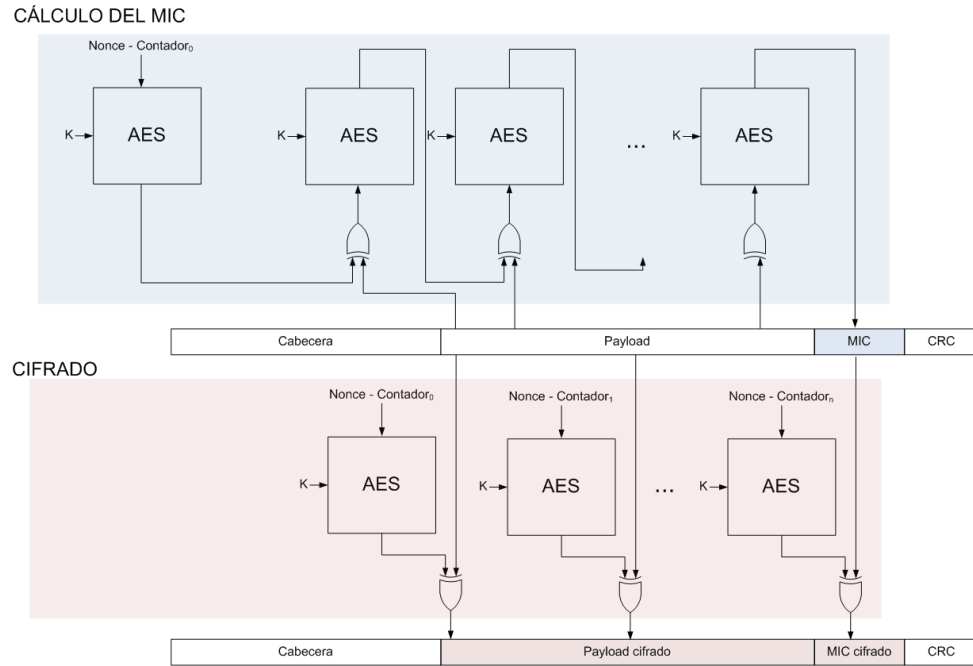 CÁLCULO DEL MIC
Nonce - Contador₀
K AES K AES K AES ... K AES
Cabecera Payload MIC CRC
CIFRADO
Nonce - Contador₀ Nonce - Contador₁ Nonce - Contadorₙ
K AES K AES ... K AES
Cabecera Payload cifrado MIC cifrado CRC